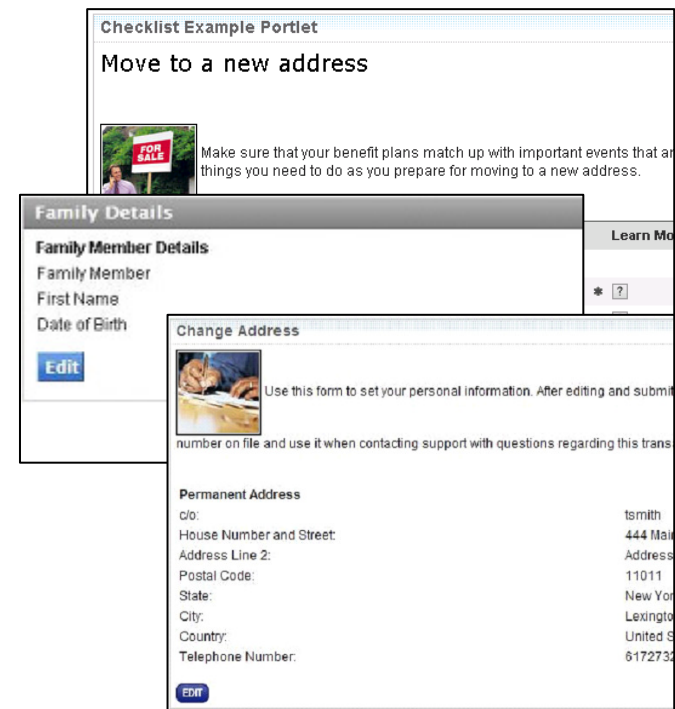 Checklist Example Portlet
Move to a new address
FOR
SALE
Make sure that your benefit plans match up with important events that ar
things you need to do as you prepare for moving to a new address.
Learn Mo
* ?
Family Details
Family Member Details
Family Member
First Name
Date of Birth
Edit
Change Address
Use this form to set your personal information. After editing and submit
number on file and use it when contacting support with questions regarding this trans
Permanent Address
c/o: tsmith
House Number and Street: 444 Mai
Address Line 2: Address
Postal Code: 11011
State: New Yor
City: Lexingto
Country: United S
Telephone Number: 6172732
EDIT